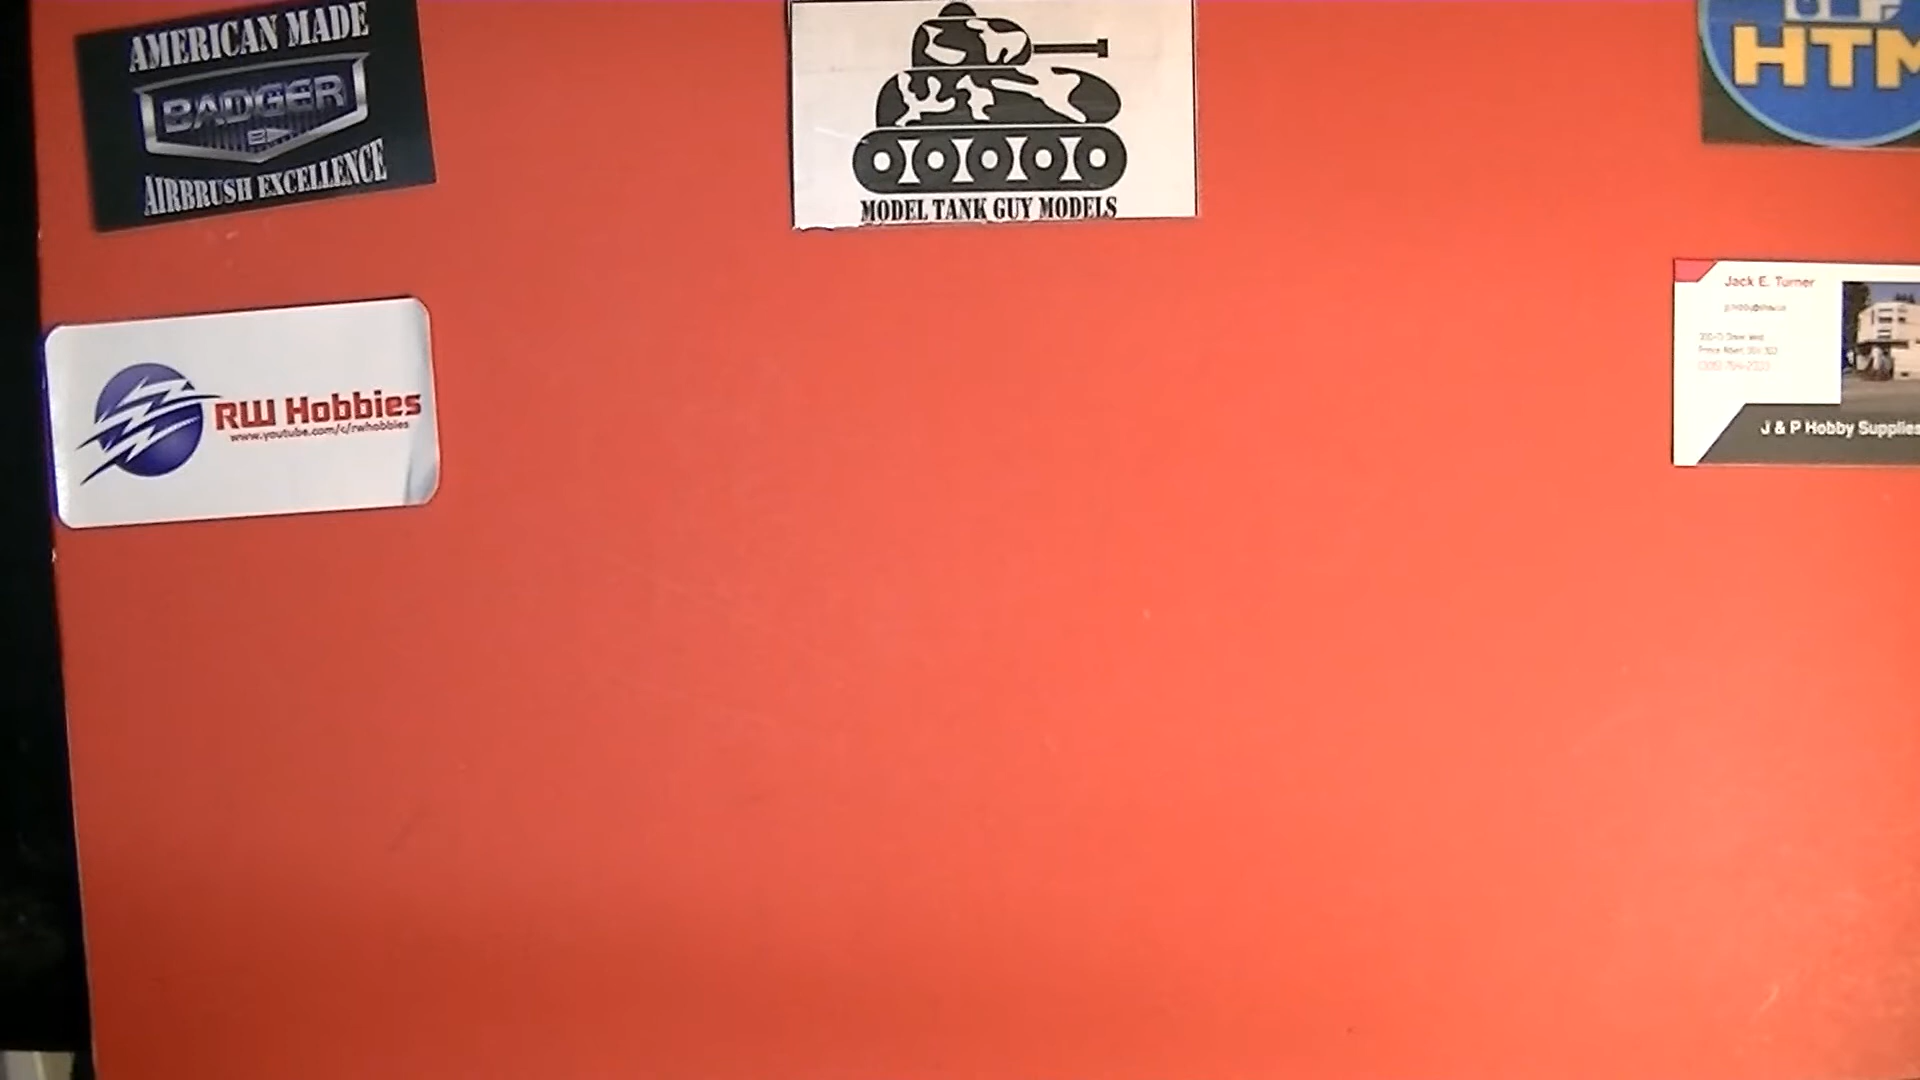 AMERICAN MADE
BADGER
AIRBRUSH EXCELLENCE
MODEL TANK GUY MODELS
HTM
RW Hobbies
www.youtube.com/c/rwhobbies
Jack E. Turner
J & P Hobby Supplies